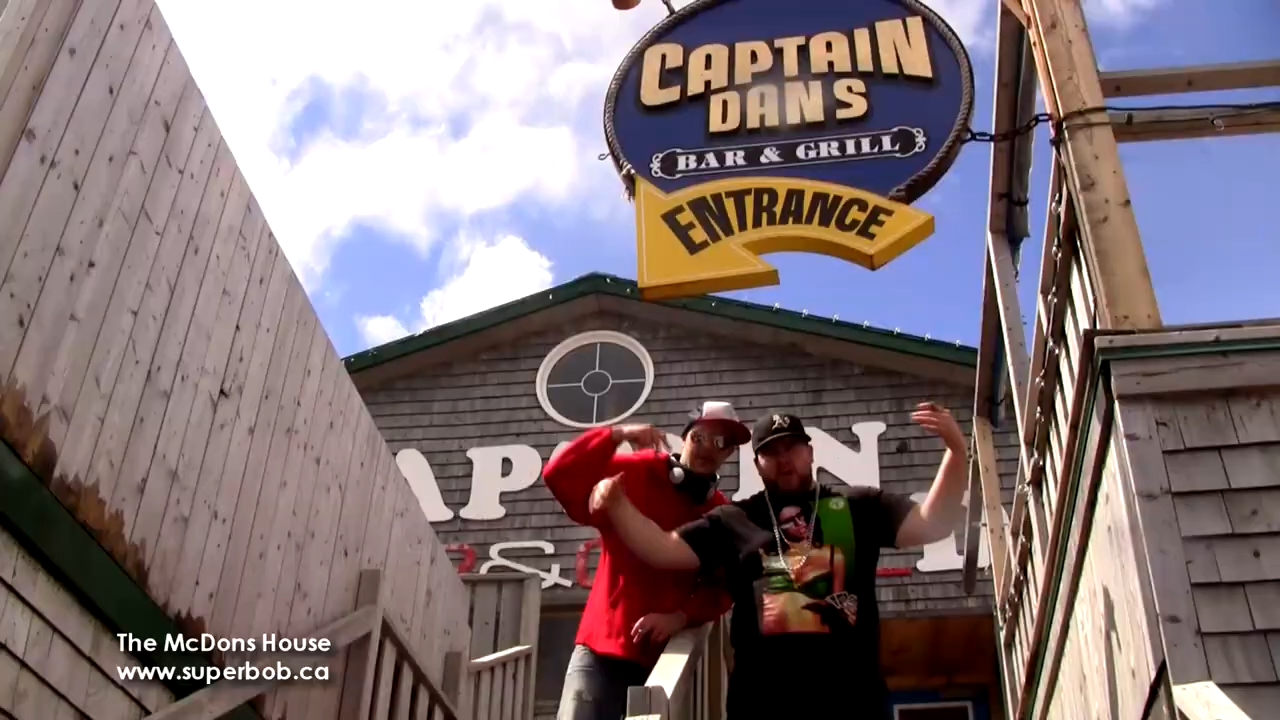 CAPTAIN
DANS
BAR & GRILL
ENTRANCE
The McDons House
www.superbob.ca